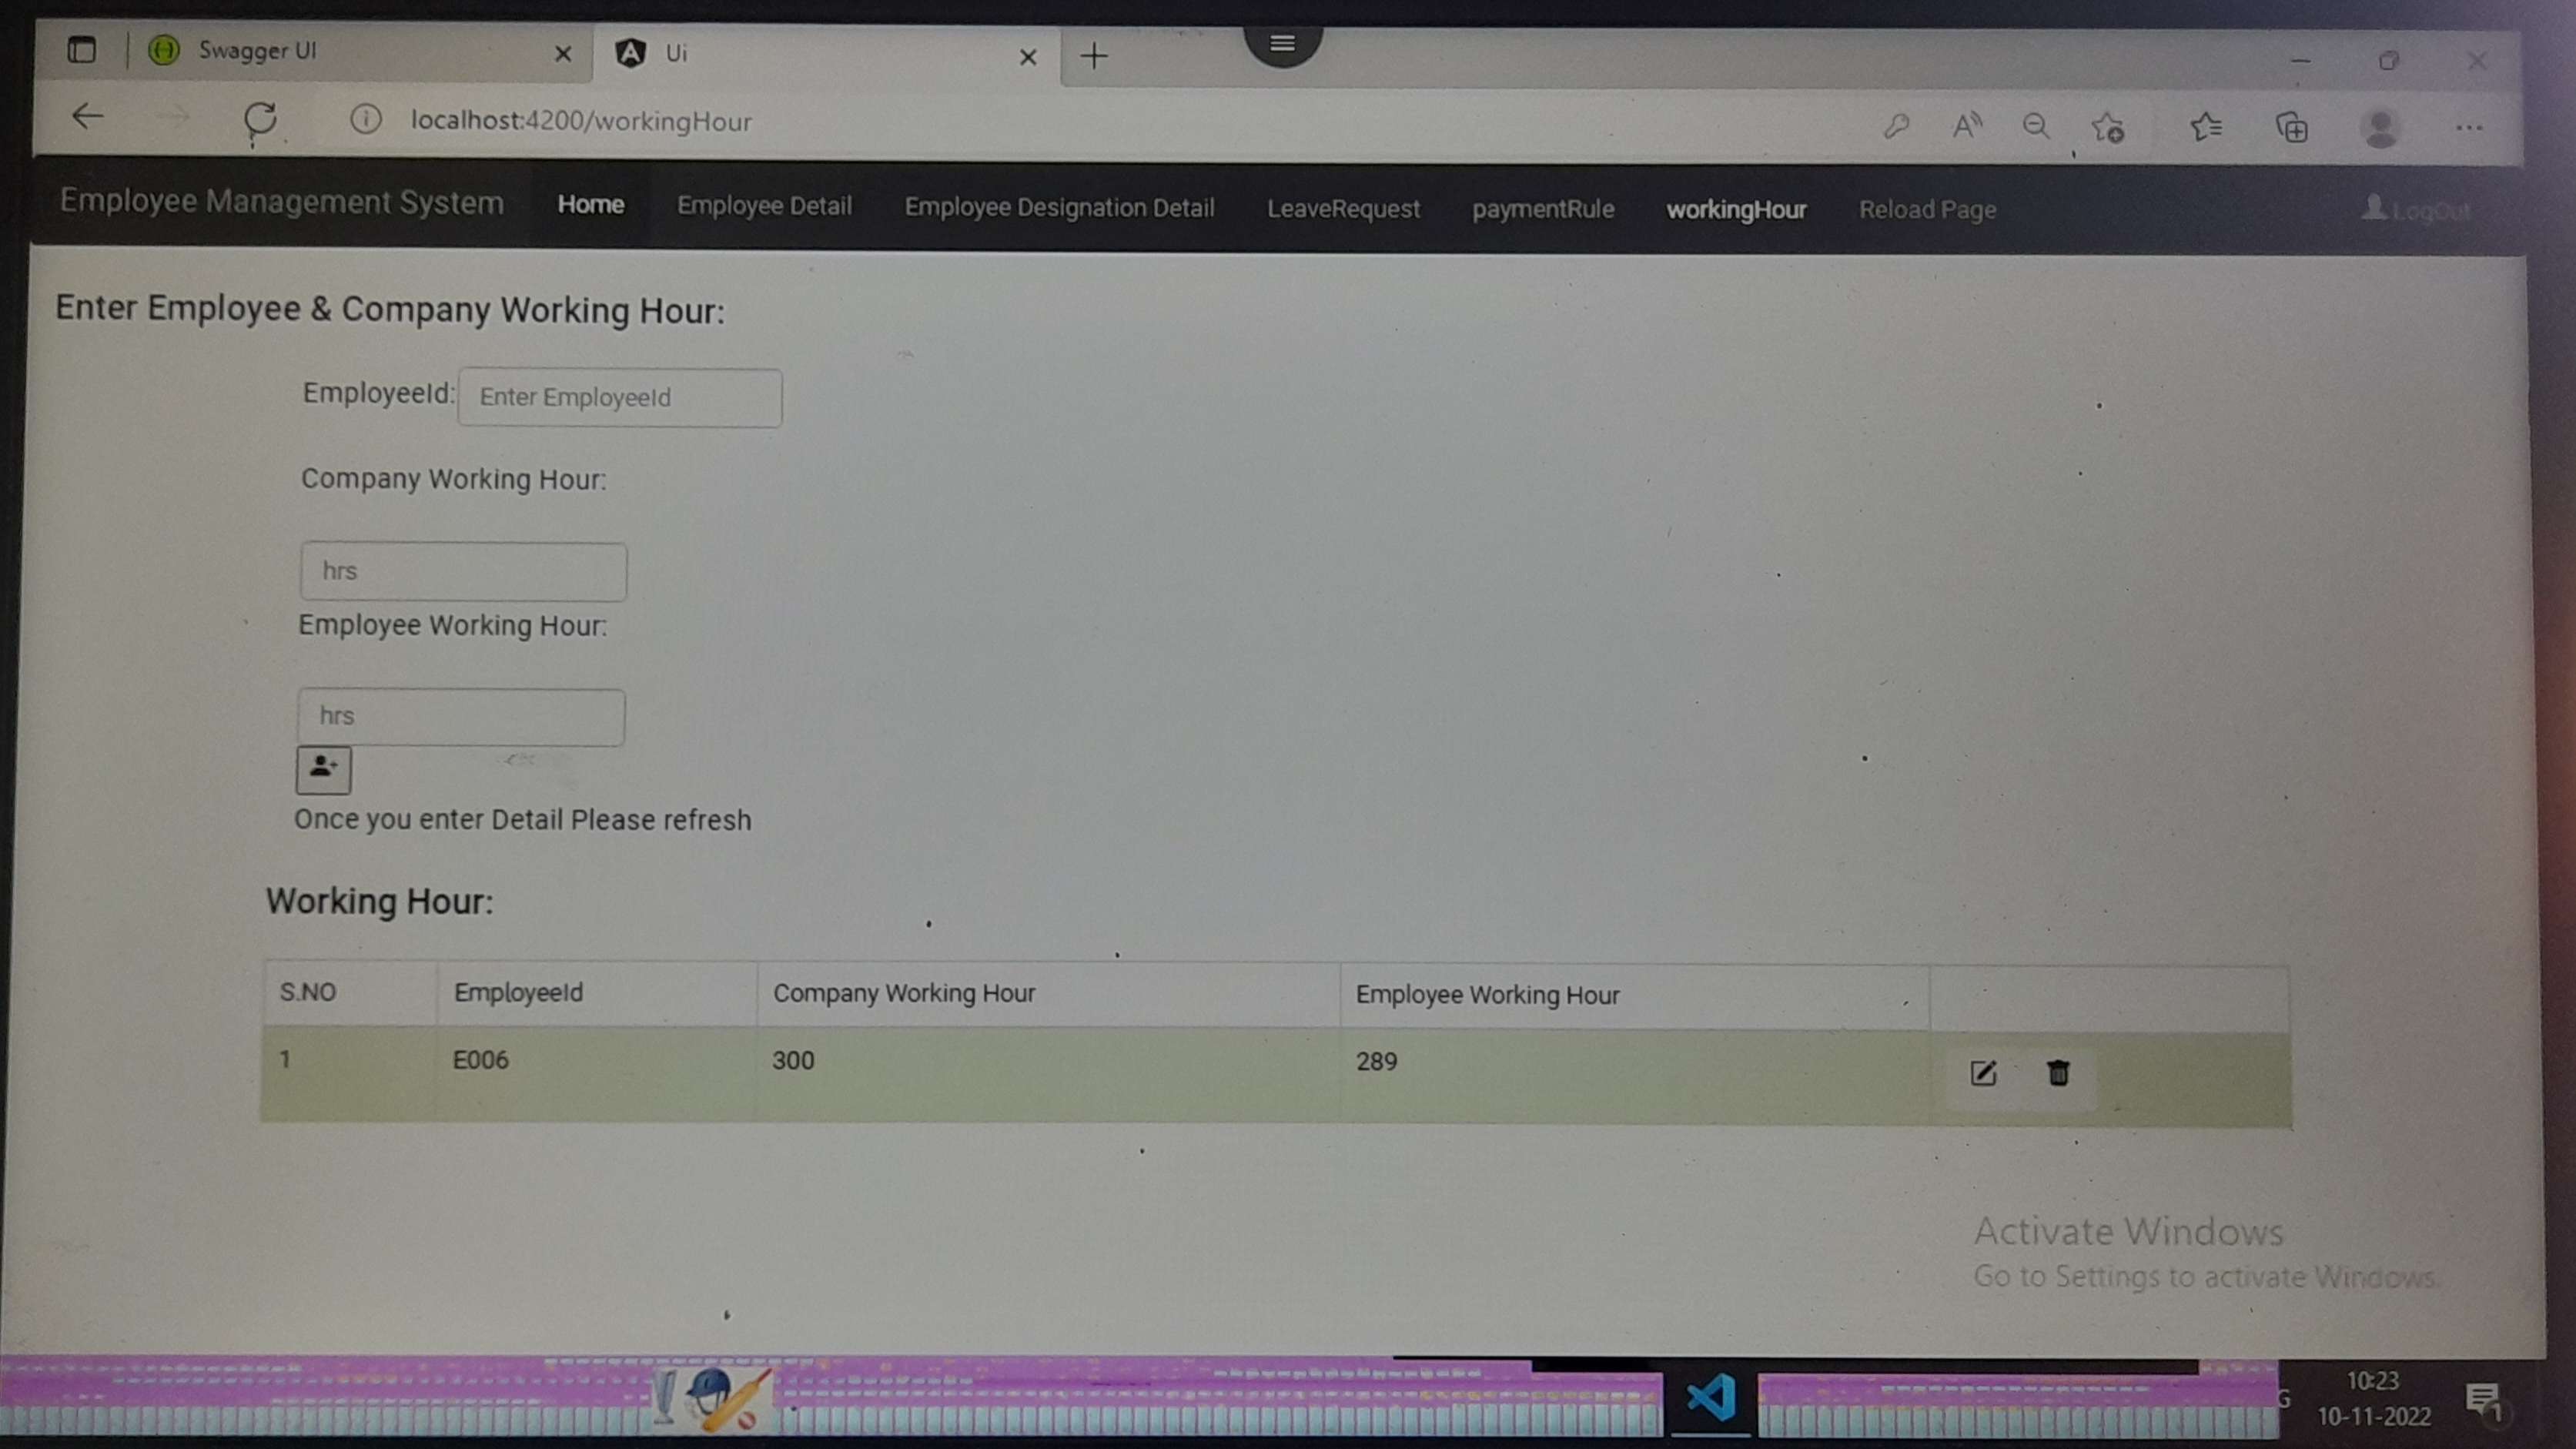 Swagger UI
Ui
localhost:4200/workingHour
Employee Management System Home Employee Detail Employee Designation Detail LeaveRequest paymentRule workingHour Reload Page LogOut
Enter Employee & Company Working Hour:
EmployeeId: Enter EmployeeId
Company Working Hour:
hrs
Employee Working Hour:
hrs
Once you enter Detail Please refresh
Working Hour:
S.NO EmployeeId Company Working Hour Employee Working Hour
1 E006 300 289
Activate Windows
Go to Settings to activate Windows.
G 10:23
10-11-2022
1